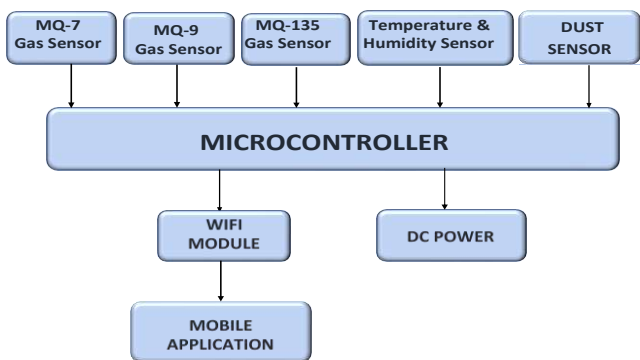 MQ-7
Gas Sensor
MQ-9
Gas Sensor
MQ-135
Gas Sensor
Temperature &
Humidity Sensor
DUST
SENSOR
MICROCONTROLLER
WIFI
MODULE
DC POWER
MOBILE
APPLICATION